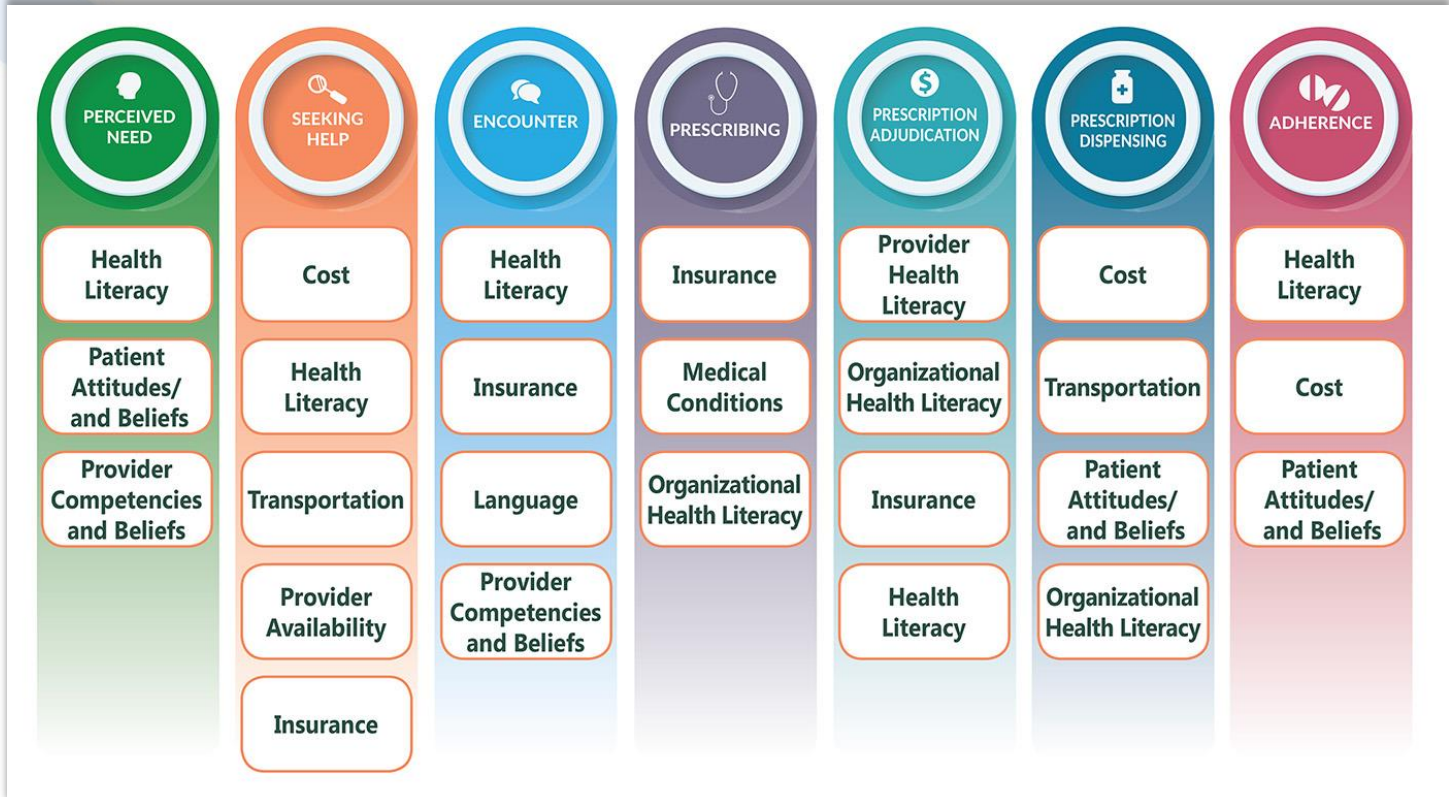 PERCEIVED
NEED
Health
Literacy
Patient
Attitudes/
and Beliefs
Provider
Competencies
and Beliefs
SEEKING
HELP
Cost
Health
Literacy
Transportation
Provider
Availability
Insurance
ENCOUNTER
Health
Literacy
Insurance
Language
Provider
Competencies
and Beliefs
PRESCRIBING
Insurance
Medical
Conditions
Organizational
Health Literacy
$
PRESCRIPTION
ADJUDICATION
Provider
Health
Literacy
Organizational
Health Literacy
Insurance
Health
Literacy
PRESCRIPTION
DISPENSING
Cost
Transportation
Patient
Attitudes/
and Beliefs
Organizational
Health Literacy
ADHERENCE
Health
Literacy
Cost
Patient
Attitudes/
and Beliefs